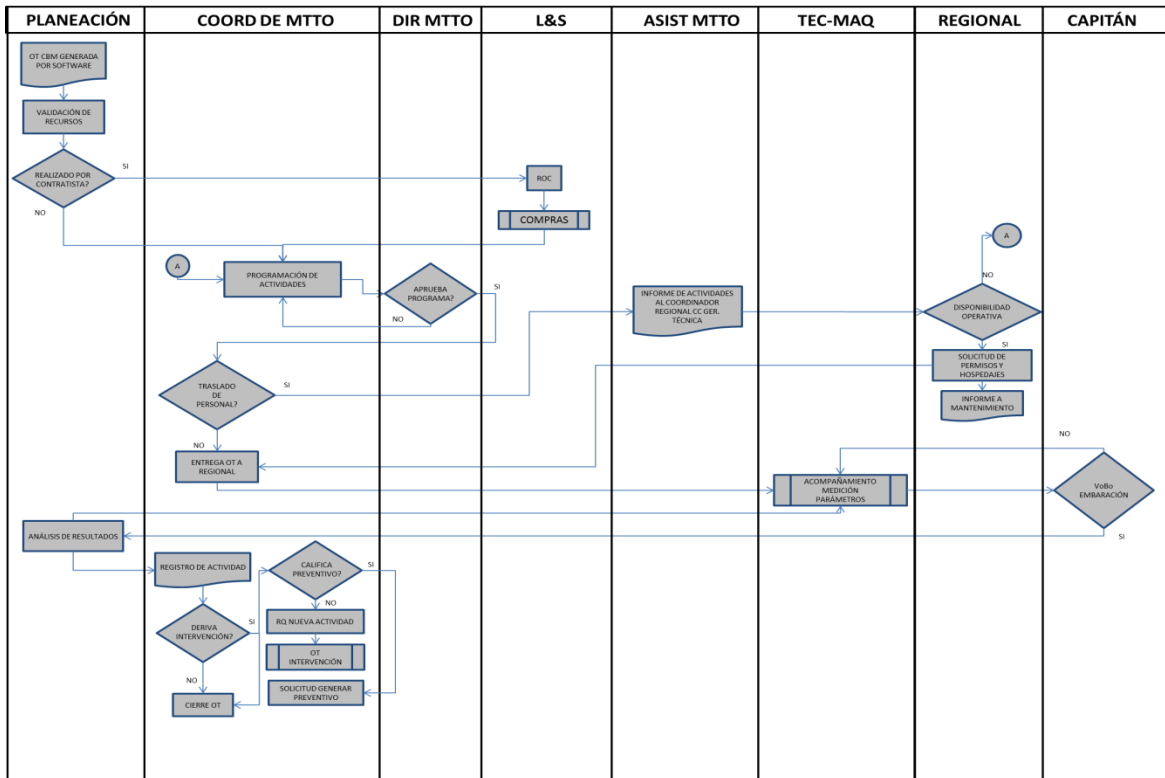 PLANEACIÓN COORD DE MTTO DIR MTTO L&S ASIST MTTO TEC-MAQ REGIONAL CAPITÁN
OT CBM GENERADA
POR SOFTWARE
VALIDACIÓN DE
RECURSOS
REALIZADO POR
CONTRATISTA?
SI
NO
ROC
COMPRAS
A
PROGRAMACIÓN DE
ACTIVIDADES
APRUEBA
PROGRAMA?
SI
NO
INFORME DE ACTIVIDADES
AL COORDINADOR
REGIONAL CC GER.
TÉCNICA
A
NO
DISPONIBILIDAD
OPERATIVA
SI
SOLICITUD DE
PERMISOS Y
HOSPEDAJES
INFORME A
MANTENIMIENTO
TRASLADO
DE
PERSONAL?
SI
NO
ENTREGA OT A
REGIONAL
ACOMPAÑAMIENTO
MEDICIÓN
PARÁMETROS
NO
VoBo
EMBARACIÓN
SI
ANÁLISIS DE RESULTADOS
REGISTRO DE ACTIVIDAD
DERIVA
INTERVENCIÓN?
SI
NO
CIERRE OT
CALIFICA
PREVENTIVO?
SI
NO
RQ NUEVA ACTIVIDAD
OT
INTERVENCIÓN
SOLICITUD GENERAR
PREVENTIVO